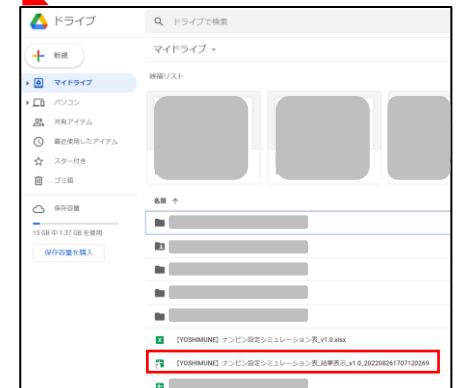 ドライブ
ドライブで検索
新規
マイドライブ
マイドライブ
パソコン
共有アイテム
最近使用したアイテム
スター付き
ゴミ箱
保存容量
15 GB 中 1.37 GB を使用
保存容量を購入
候補リスト
名前 ↑
【YOSHIMUNE】ナンピン設定シミュレーション表_v1.0.xlsx
【YOSHIMUNE】ナンピン設定シミュレーション表_結果表示_v1.0_202208261707120269